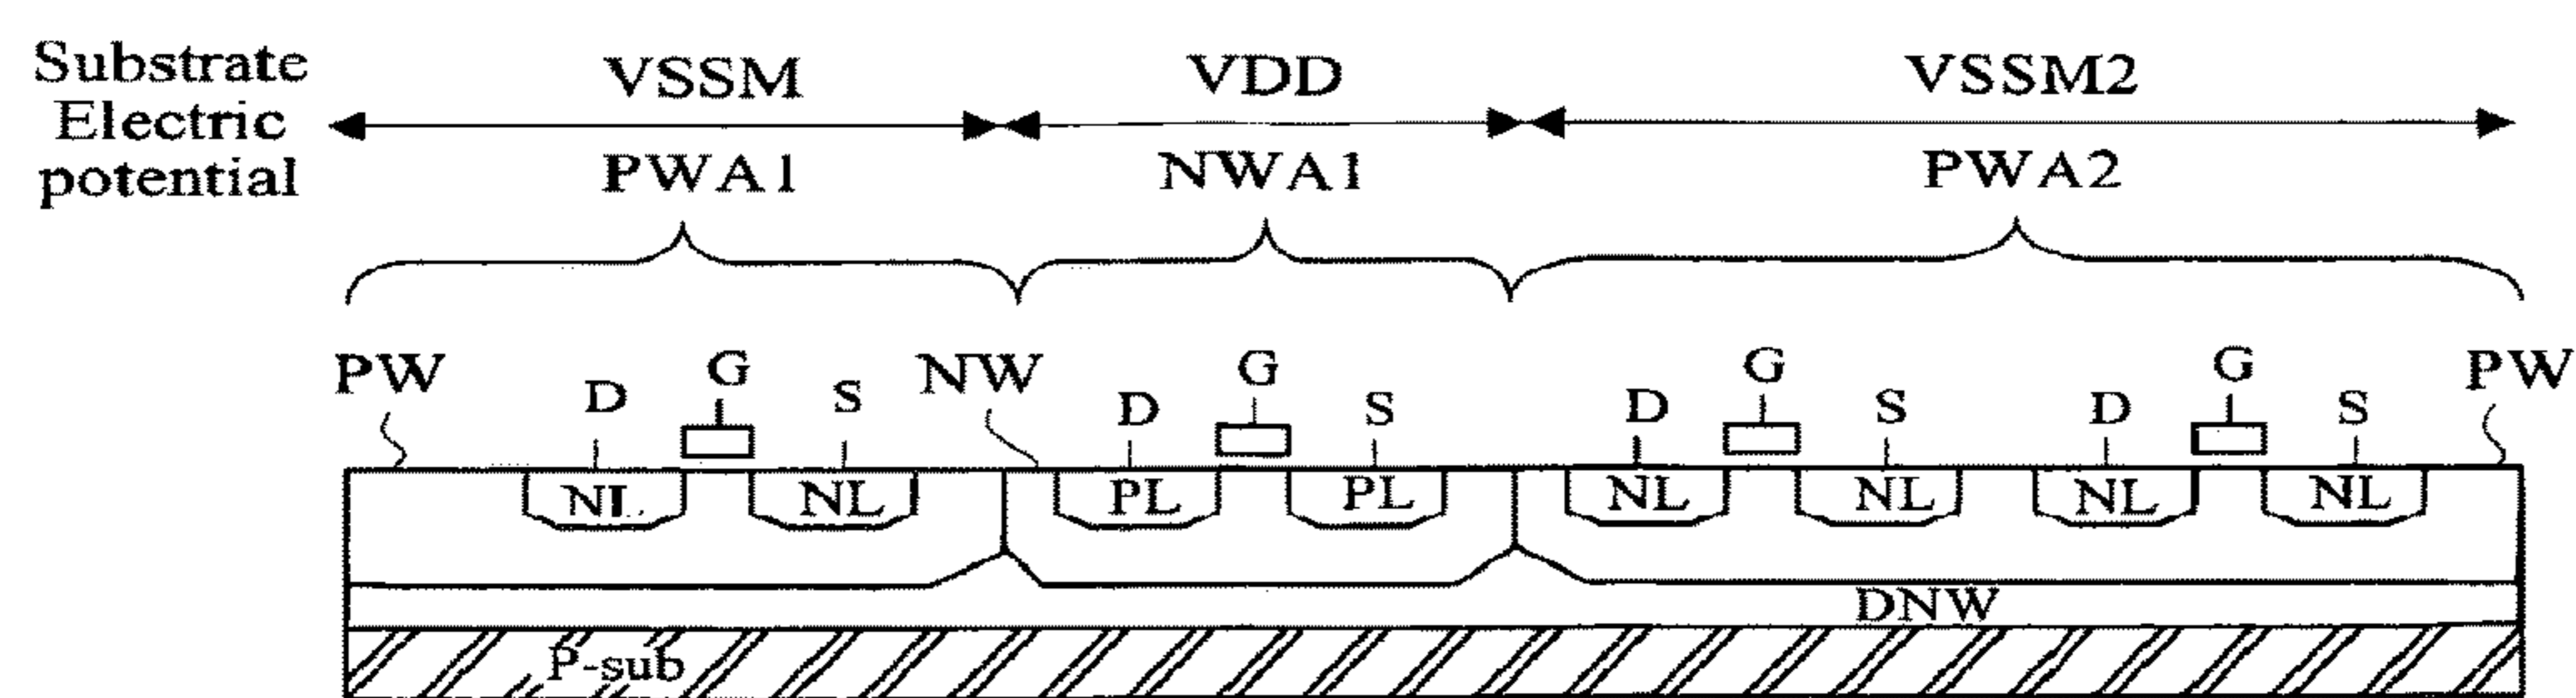 Substrate
Electric
potential
VSSM
VDD
VSSM2
PWA1
NWA1
PWA2
PW
D
G
S
NW
D
G
S
D
G
S
D
G
S
PW
NL
NL
PL
PL
NL
NL
NL
NL
DNW
P-sub